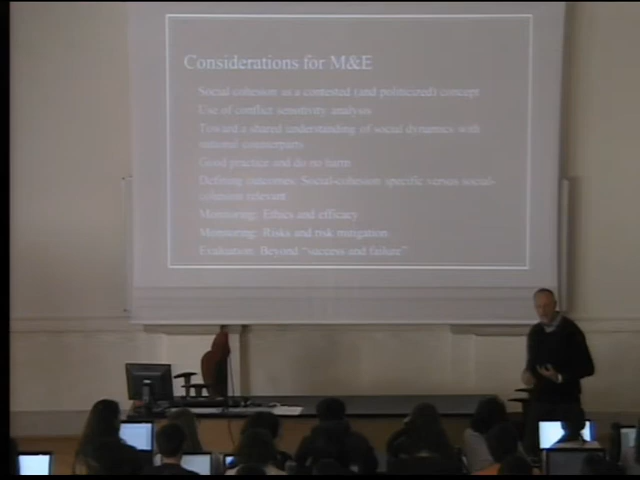 Considerations for M&E
Social cohesion as a contested (and politicized) concept
Use of conflict sensitivity analysis
Toward a shared understanding of social dynamics with
national counterparts
Good practice and do no harm
Defining outcomes: Social-cohesion specific versus social-
cohesion relevant
Monitoring: Ethics and efficacy
Monitoring: Risks and risk mitigation
Evaluation: Beyond “success and failure”